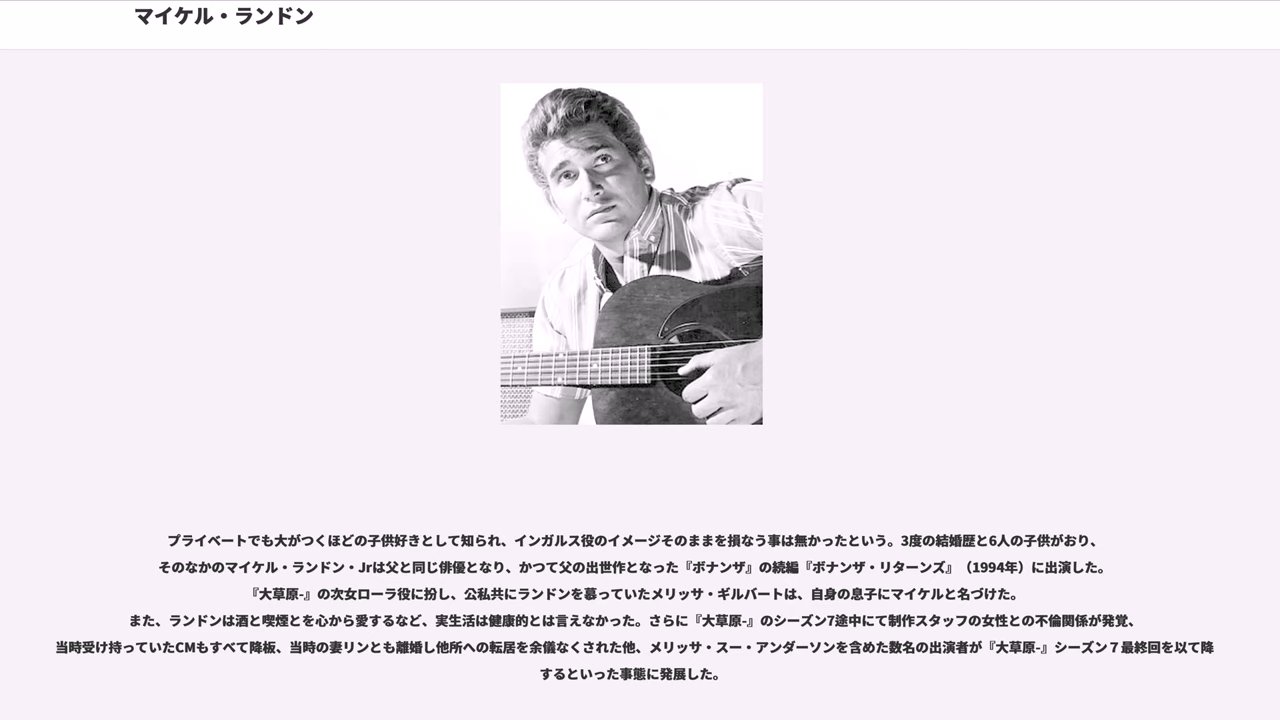 マイケル・ランドン
プライベートでも大がつくほどの子供好きとして知られ、インガルス役のイメージそのままを損なう事は無かったという。3度の結婚歴と6人の子供がおり、
そのなかのマイケル・ランドン・Jrは父と同じ俳優となり、かつて父の出世作となった『ボナンザ』の続編『ボナンザ・リターンズ』（1994年）に出演した。
『大草原-』の次女ローラ役に扮し、公私共にランドンを慕っていたメリッサ・ギルバートは、自身の息子にマイケルと名づけた。
また、ランドンは酒と喫煙とを心から愛するなど、実生活は健康的とは言えなかった。さらに『大草原-』のシーズン7途中にて制作スタッフの女性との不倫関係が発覚、
当時受け持っていたCMもすべて降板、当時の妻リンとも離婚し他所への転居を余儀なくされた他、メリッサ・スー・アンダーソンを含めた数名の出演者が『大草原-』シーズン７最終回を以て降
するといった事態に発展した。